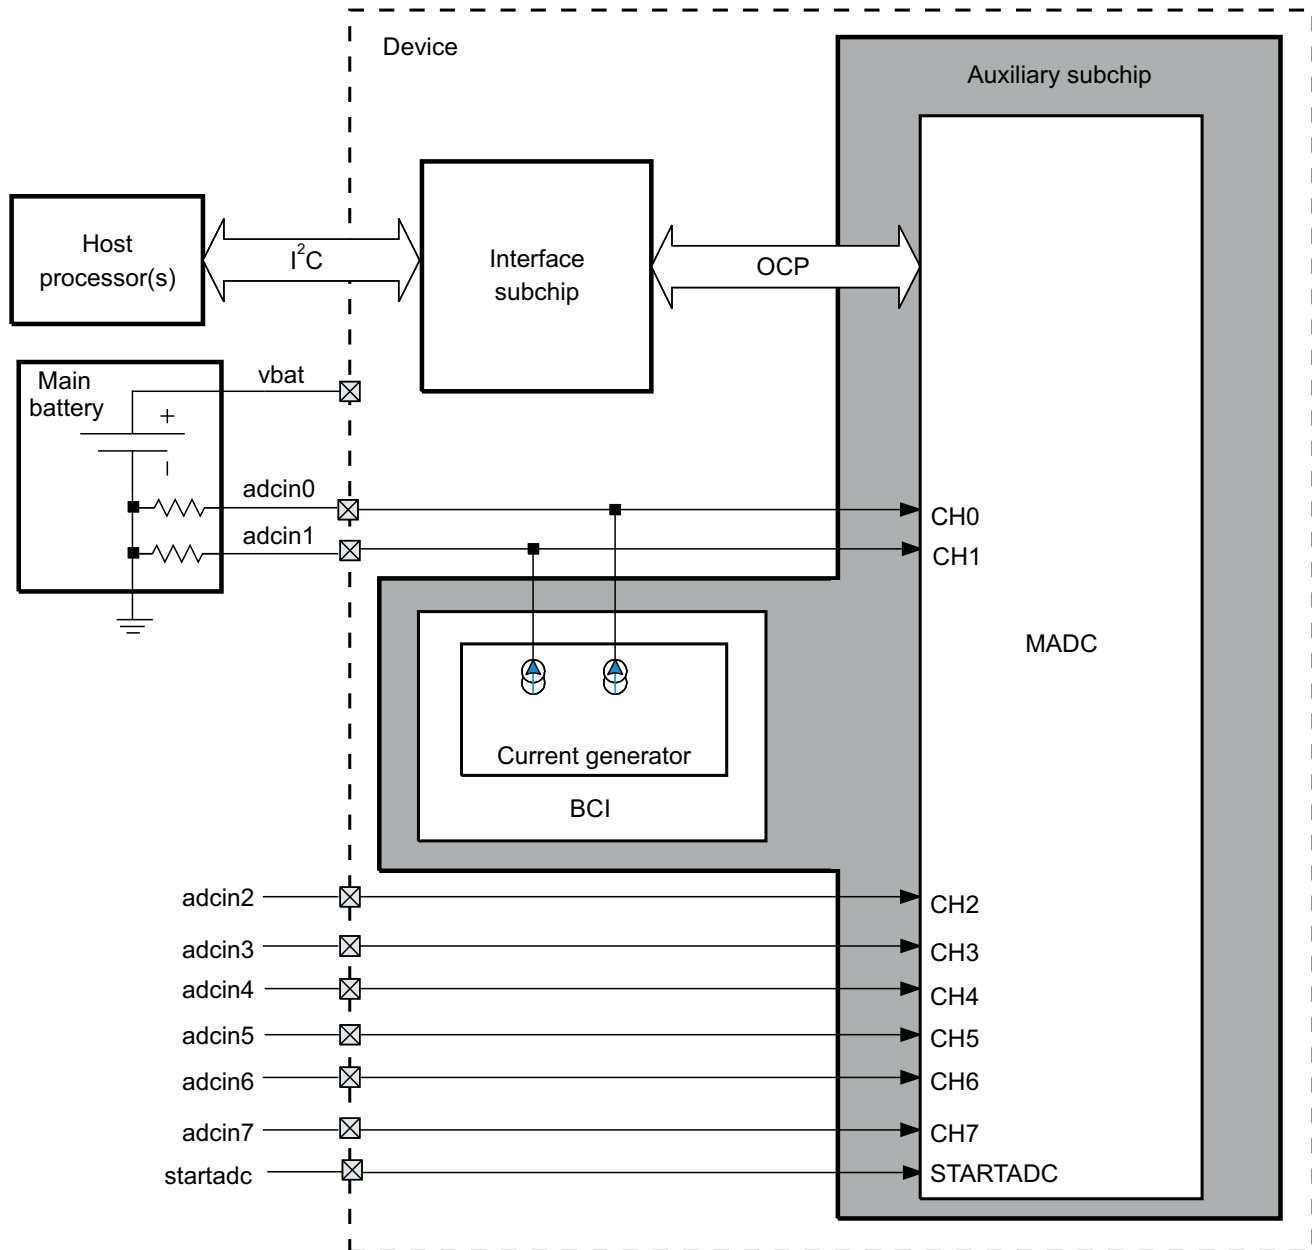 Device
Auxiliary subchip
Host
processor(s)
I²C
Interface
subchip
OCP
Main
battery
vbat
+
–
adcin0
adcin1
CH0
CH1
MADC
Current generator
BCI
adcin2
CH2
adcin3
CH3
adcin4
CH4
adcin5
CH5
adcin6
CH6
adcin7
CH7
startadc
STARTADC